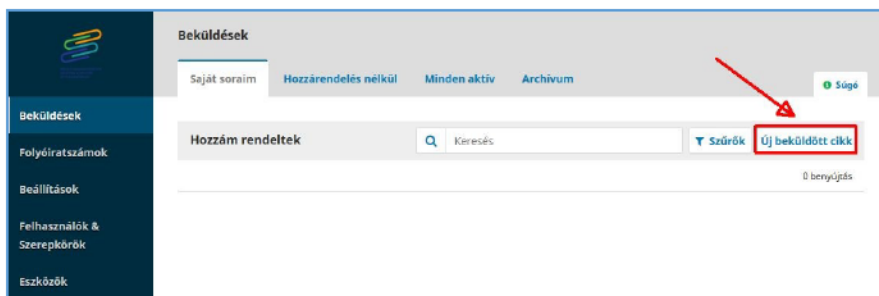 Beküldések
Saját soraim Hozzárendelés nélkül Minden aktív Archívum
Súgó
Beküldések
Folyóiratszámok
Beállítások
Felhasználók &
Szerepkörök
Eszközök
Hozzám rendeltek
Keresés
Szűrők
Új beküldött cikk
0 benyújtás